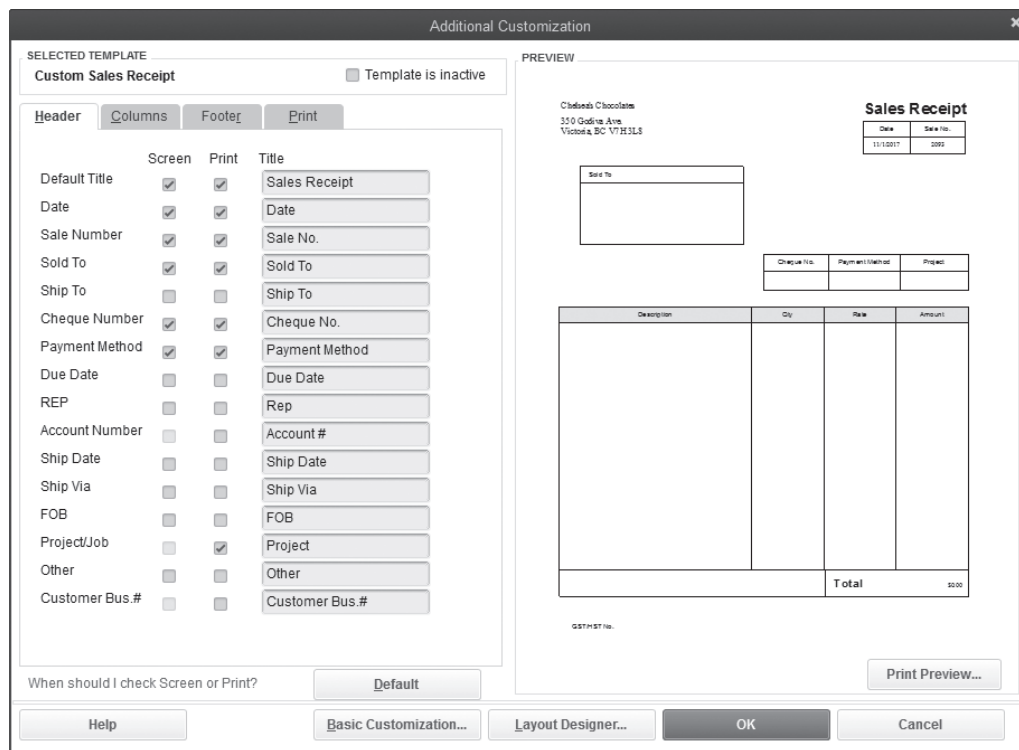 Additional Customization
SELECTED TEMPLATE
Custom Sales Receipt
Template is inactive
Header Columns Footer Print
Screen Print Title
Default Title Sales Receipt
Date Date
Sale Number Sale No.
Sold To Sold To
Ship To Ship To
Cheque Number Cheque No.
Payment Method Payment Method
Due Date Due Date
REP Rep
Account Number Account #
Ship Date Ship Date
Ship Via Ship Via
FOB FOB
Project/Job Project
Other Other
Customer Bus.# Customer Bus.#
When should I check Screen or Print?
Default
PREVIEW
Chelsea's Chocolates
350 Godiva Ave
Victoria, BC V7H3L8
Sales Receipt
Date Sale No.
11/1/2017 2093
Sold To
Cheque No. Payment Method Project
Description Qty Rate Amount
Total $0.00
GST/HST No.
Print Preview...
Help
Basic Customization...
Layout Designer...
OK
Cancel